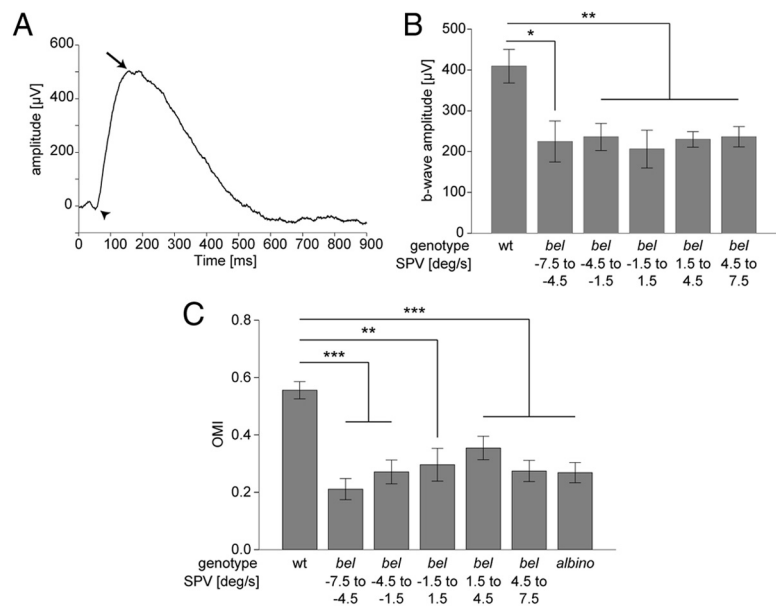 A
amplitude [µV]
600
400
200
0
0 100 200 300 400 500 600 700 800 900
Time [ms]
B
b-wave amplitude [µV]
500
400
300
200
100
0
*
**
genotype wt bel bel bel bel bel
SPV [deg/s] -7.5 to -4.5 to -1.5 to 1.5 to 4.5 to
-4.5 -1.5 1.5 4.5 7.5
C
OMI
0.8
0.6
0.4
0.2
0.0
***
**
***
genotype wt bel bel bel bel bel albino
SPV [deg/s] -7.5 to -4.5 to -1.5 to 1.5 to 4.5 to
-4.5 -1.5 1.5 4.5 7.5